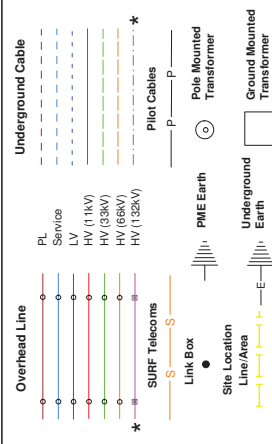 Overhead Line
Underground Cable
PL
Service
LV
HV (11kV)
HV (33kV)
HV (66kV)
* HV (132kV) *
SURF Telecoms
Pilot Cables
S S
P P
Link Box
PME Earth
Pole Mounted
Transformer
Site Location
Line/Area
E
Underground
Earth
Ground Mounted
Transformer